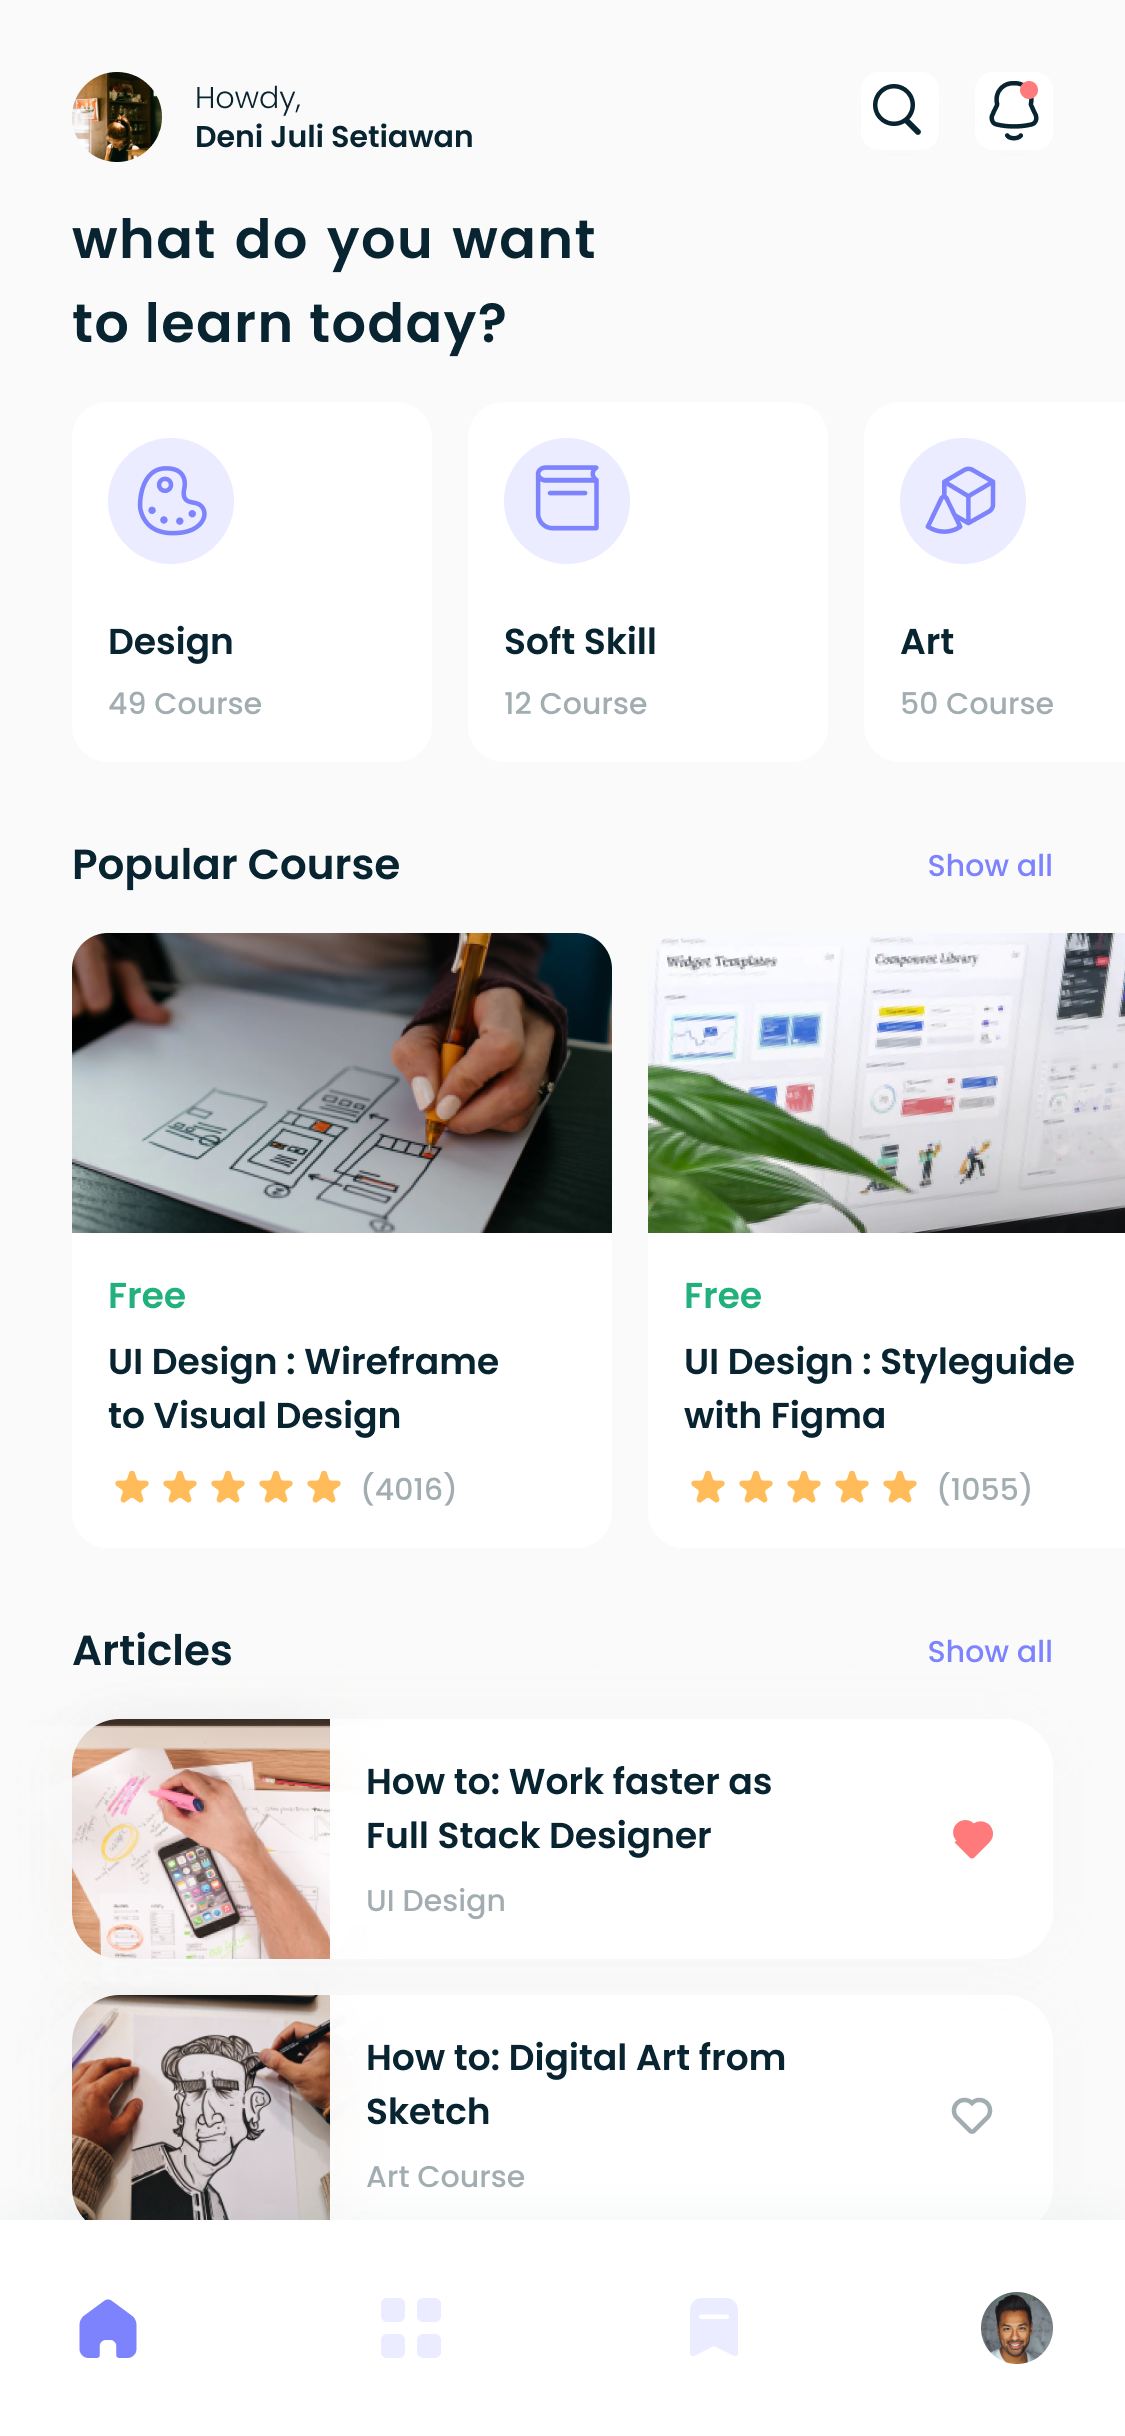 Howdy,
Deni Juli Setiawan
what do you want
to learn today?
Design
49 Course
Soft Skill
12 Course
Art
50 Course
Popular Course
Show all
Widget Templates
Component Library
Free
UI Design : Wireframe
to Visual Design
(4016)
Free
UI Design : Styleguide
with Figma
(1055)
Articles
Show all
How to: Work faster as
Full Stack Designer
UI Design
How to: Digital Art from
Sketch
Art Course